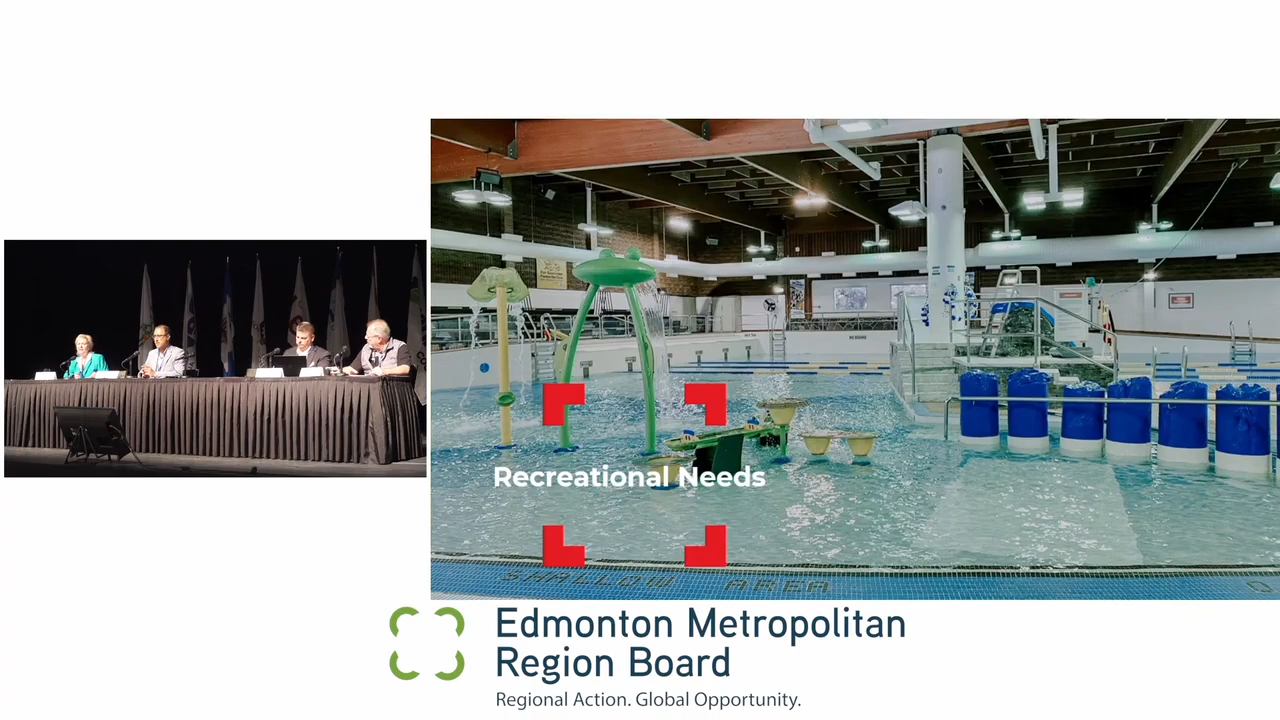 Recreational Needs
SHALLOW AREA
Edmonton Metropolitan
Region Board
Regional Action. Global Opportunity.